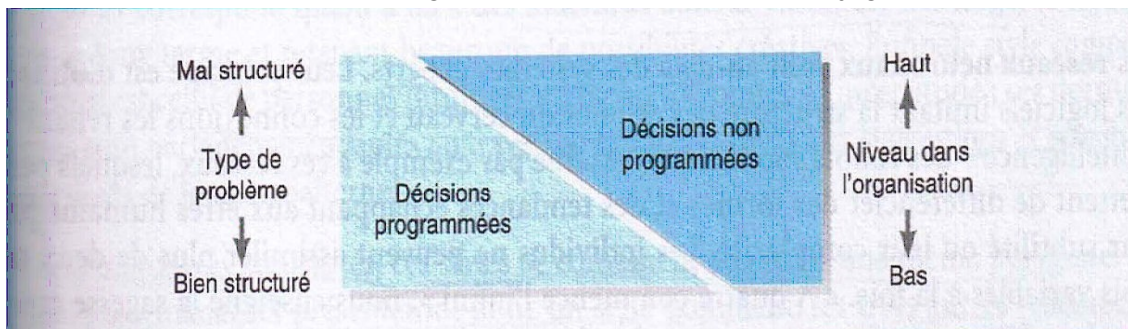 Mal structuré
Type de
problème
Bien structuré
Décisions
programmées
Décisions non
programmées
Haut
Niveau dans
l'organisation
Bas